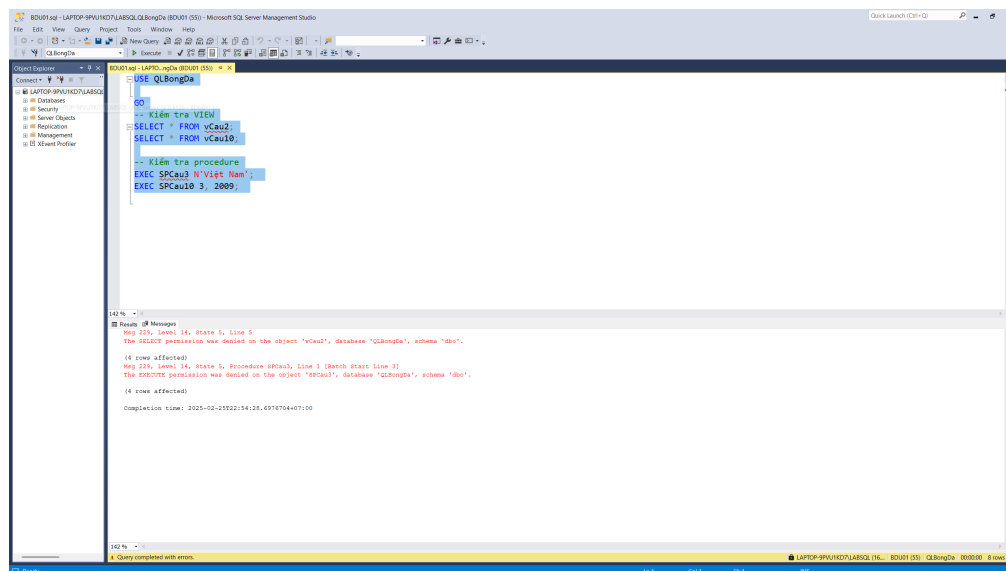 BDU01.sql - LAPTOP-9PVU1KD7\LABSQL.QLBongDa (BDU01 (55)) - Microsoft SQL Server Management Studio
Quick Launch (Ctrl+Q)
File Edit View Query Project Tools Window Help
New Query
QLBongDa
Execute
Object Explorer
BDU01.sql - LAPTO...ngDa (BDU01 (55))
Connect
LAPTOP-9PVU1KD7\LABSQL
Databases
Security
Server Objects
Replication
Management
XEvent Profiler
USE QLBongDa
GO
-- Kiểm tra VIEW
SELECT * FROM vCau2;
SELECT * FROM vCau10;
-- Kiểm tra procedure
EXEC SPCau3 N'Việt Nam';
EXEC SPCau10 3, 2009;
142 %
Results Messages
Msg 229, Level 14, State 5, Line 5
The SELECT permission was denied on the object 'vCau2', database 'QLBongDa', schema 'dbo'.
(4 rows affected)
Msg 229, Level 14, State 5, Procedure SPCau3, Line 1 [Batch Start Line 3]
The EXECUTE permission was denied on the object 'SPCau3', database 'QLBongDa', schema 'dbo'.
(4 rows affected)
Completion time: 2025-02-25T22:54:28.6976704+07:00
142 %
Query completed with errors.
LAPTOP-9PVU1KD7\LABSQL (16... BDU01 (55) QLBongDa 00:00:00 8 rows